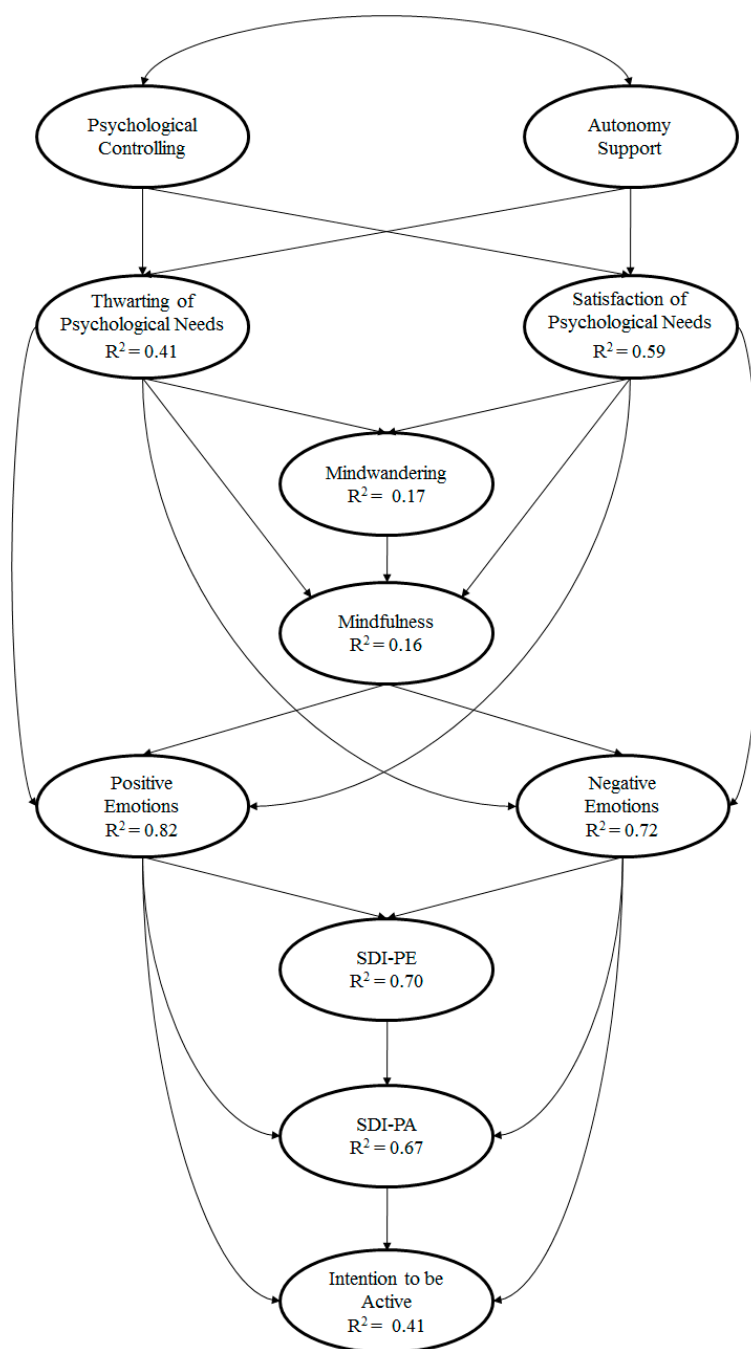 Psychological
Controlling
Autonomy
Support
Thwarting of
Psychological Needs
R² = 0.41
Satisfaction of
Psychological Needs
R² = 0.59
Mindwandering
R² =  0.17
Mindfulness
R² = 0.16
Positive
Emotions
R² = 0.82
Negative
Emotions
R² = 0.72
SDI-PE
R² = 0.70
SDI-PA
R² = 0.67
Intention to be
Active
R² =  0.41